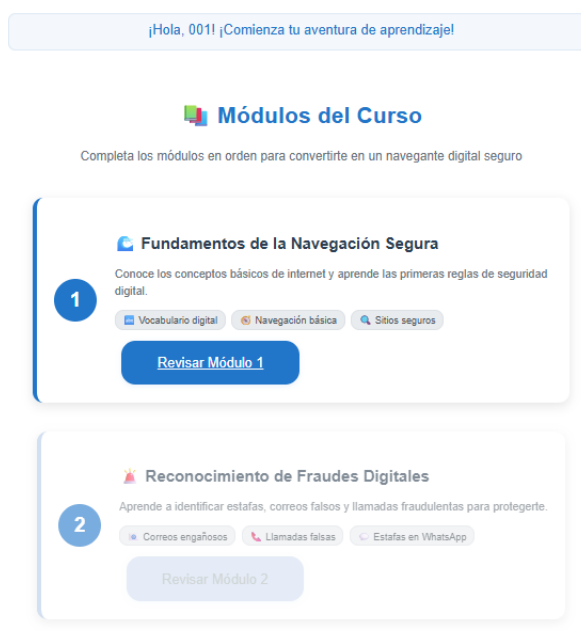 ¡Hola, 001! ¡Comienza tu aventura de aprendizaje!
Módulos del Curso
Completa los módulos en orden para convertirte en un navegante digital seguro
1
Fundamentos de la Navegación Segura
Conoce los conceptos básicos de internet y aprende las primeras reglas de seguridad
digital.
Vocabulario digital Navegación básica Sitios seguros
Revisar Módulo 1
2
Reconocimiento de Fraudes Digitales
Aprende a identificar estafas, correos falsos y llamadas fraudulentas para protegerte.
Correos engañosos Llamadas falsas Estafas en WhatsApp
Revisar Módulo 2